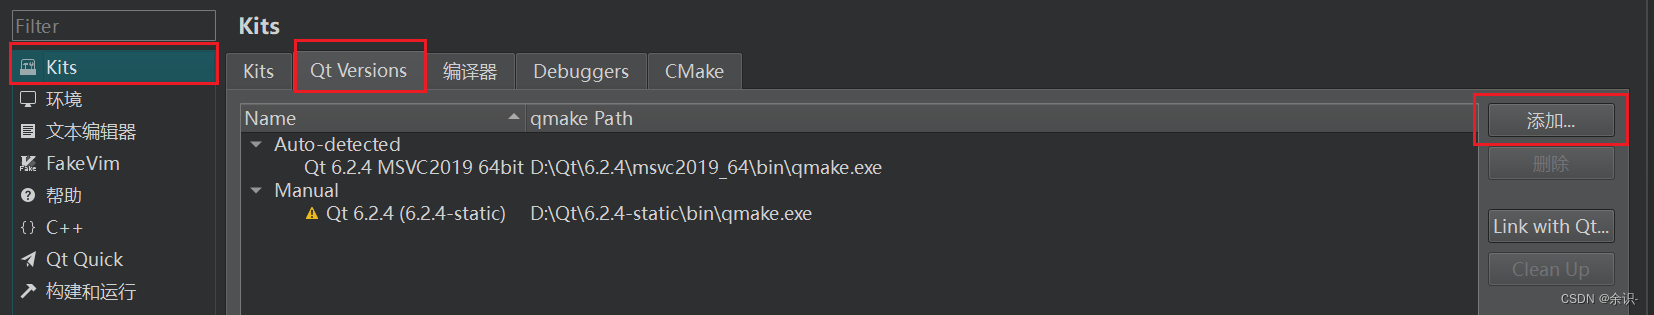 Filter
Kits
环境
文本编辑器
FakeVim
帮助
C++
Qt Quick
构建和运行
Kits
Kits Qt Versions 编译器 Debuggers CMake
Name qmake Path
Auto-detected
Qt 6.2.4 MSVC2019 64bit D:\Qt\6.2.4\msvc2019_64\bin\qmake.exe
Manual
Qt 6.2.4 (6.2.4-static) D:\Qt\6.2.4-static\bin\qmake.exe
添加...
删除
Link with Qt...
Clean Up
CSDN @余识-